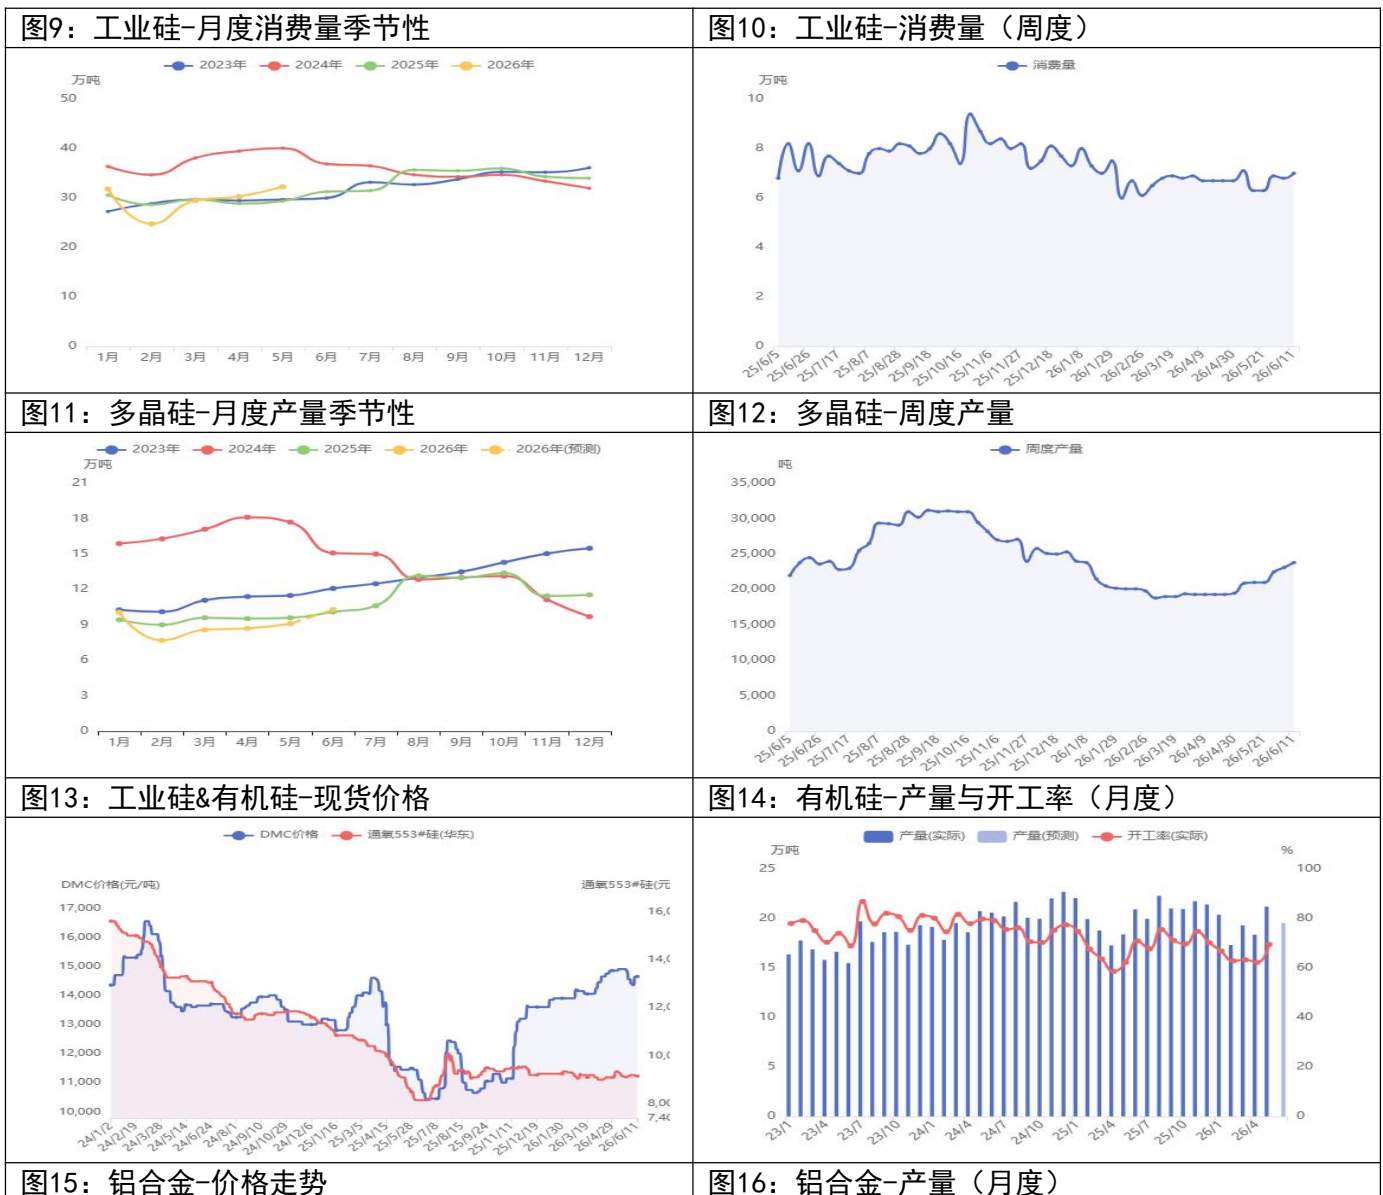 图9：工业硅-月度消费量季节性
图10：工业硅-消费量（周度）
2023年 2024年 2025年 2026年
万吨
50
40
30
20
10
0
1月 2月 3月 4月 5月 6月 7月 8月 9月 10月 11月 12月
消费量
万吨
10
8
6
4
2
0
25/6/5 25/6/26 25/7/17 25/8/7 25/8/28 25/9/18 25/10/16 25/11/6 25/11/27 25/12/18 26/1/8 26/1/29 26/2/26 26/3/19 26/4/9 26/4/30 26/5/21 26/6/11
图11：多晶硅-月度产量季节性
图12：多晶硅-周度产量
2023年 2024年 2025年 2026年 2026年(预测)
万吨
21
18
15
12
9
6
3
0
1月 2月 3月 4月 5月 6月 7月 8月 9月 10月 11月 12月
周度产量
吨
35,000
30,000
25,000
20,000
15,000
10,000
5,000
0
25/6/5 25/6/26 25/7/17 25/8/7 25/8/28 25/9/18 25/10/16 25/11/6 25/11/27 25/12/18 26/1/8 26/1/29 26/2/26 26/3/19 26/4/9 26/4/30 26/5/21 26/6/11
图13：工业硅&有机硅-现货价格
图14：有机硅-产量与开工率（月度）
DMC价格 通氧553#硅(华东)
DMC价格(元/吨) 通氧553#硅(元
17,000
16,000
15,000
14,000
13,000
12,000
11,000
10,000
16,(
14,(
12,(
10,(
8,0(
7,4(
24/1/2 24/2/19 24/3/28 24/5/14 24/6/24 24/8/1 24/9/10 24/10/29 24/12/6 25/1/16 25/3/5 25/4/15 25/5/28 25/7/8 25/8/15 25/9/24 25/11/11 25/12/19 26/1/30 26/3/19 26/4/29 26/6/11
产量(实际) 产量(预测) 开工率(实际)
万吨 %
25
20
15
10
5
0
100
80
60
40
20
0
23/1 23/4 23/7 23/10 24/1 24/4 24/7 24/10 25/1 25/4 25/7 25/10 26/1 26/4
图15：铝合金-价格走势
图16：铝合金-产量（月度）